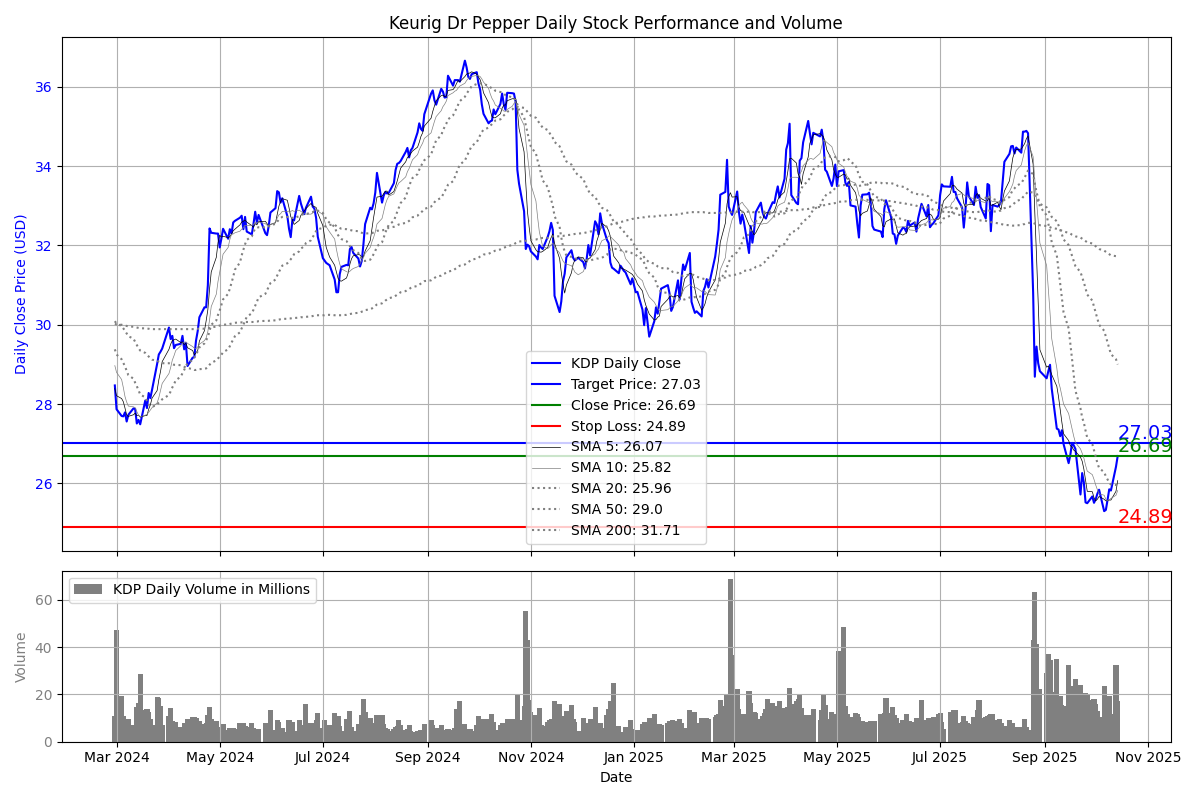 Keurig Dr Pepper Daily Stock Performance and Volume
Daily Close Price (USD)
36
34
32
30
28
26
KDP Daily Close
Target Price: 27.03
Close Price: 26.69
Stop Loss: 24.89
SMA 5: 26.07
SMA 10: 25.82
SMA 20: 25.96
SMA 50: 29.0
SMA 200: 31.71
27.03
26.69
24.89
KDP Daily Volume in Millions
Volume
60
40
20
0
Mar 2024 May 2024 Jul 2024 Sep 2024 Nov 2024 Jan 2025 Mar 2025 May 2025 Jul 2025 Sep 2025 Nov 2025
Date